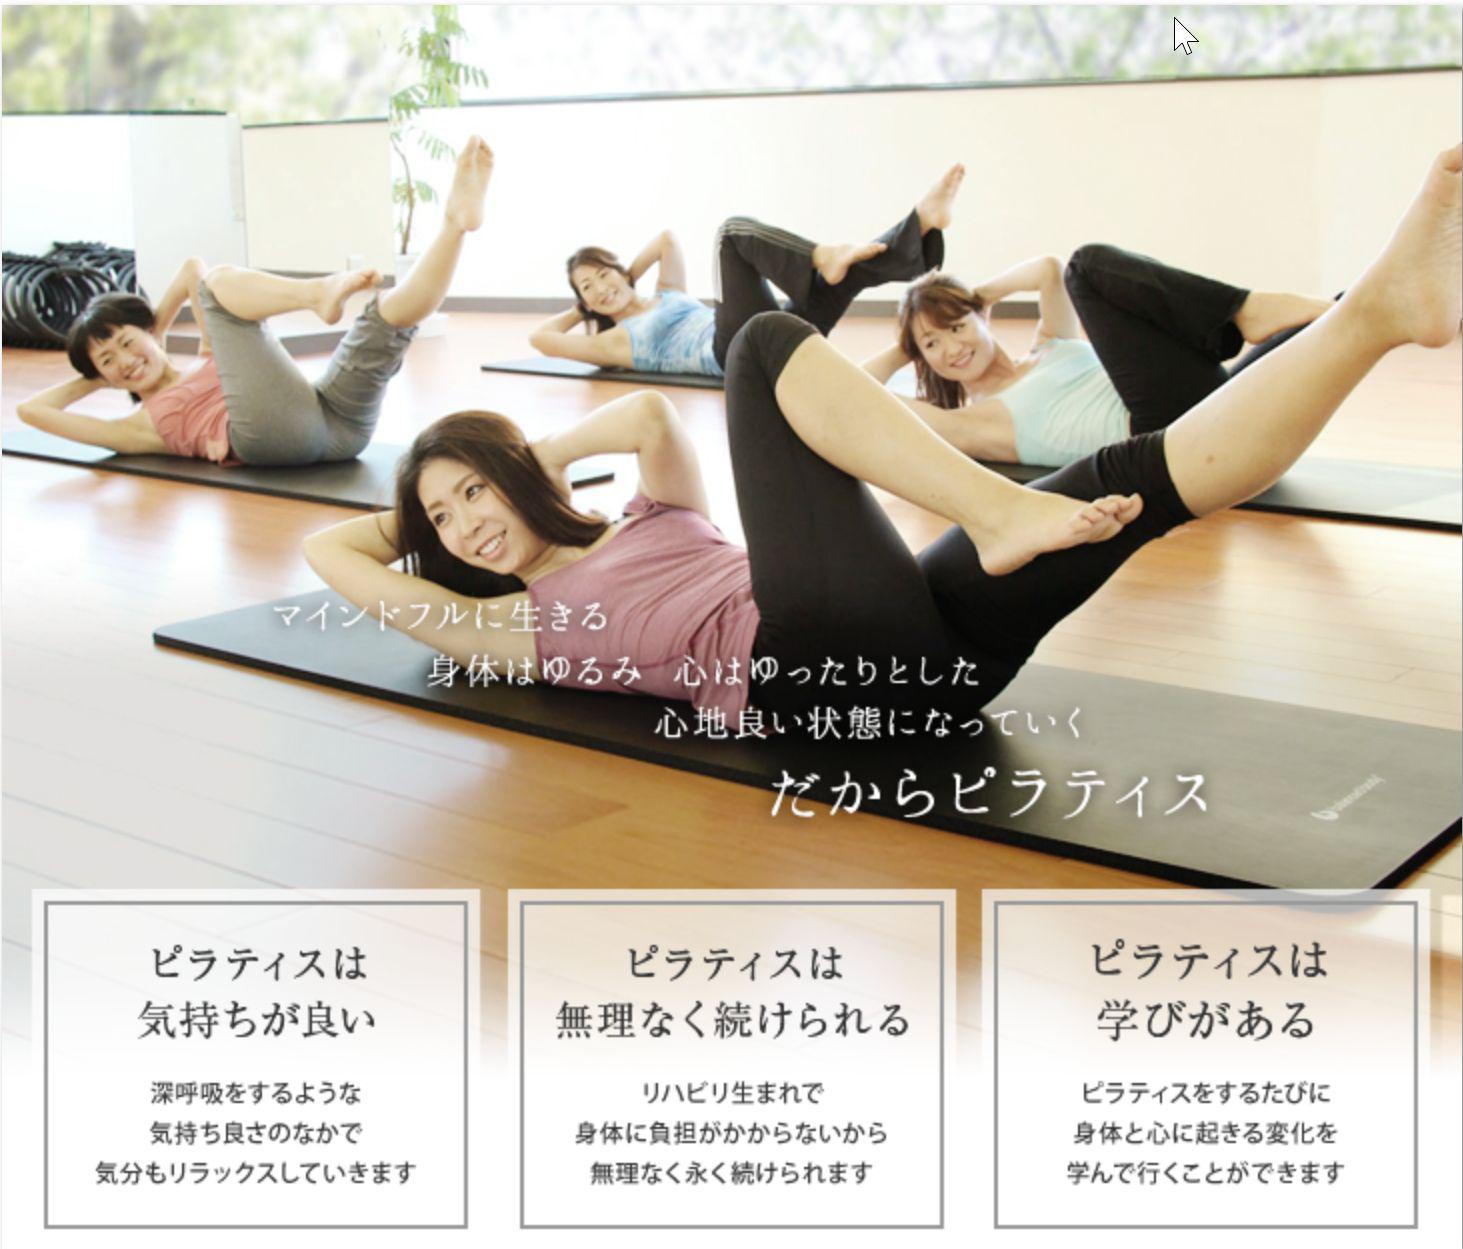 マインドフルに生きる
身体はゆるみ 心はゆったりとした
心地良い状態になっていく
だからピラティス
ピラティスは
気持ちが良い
深呼吸をするような
気持ち良さのなかで
気分もリラックスしていきます
ピラティスは
無理なく続けられる
リハビリ生まれで
身体に負担がかからないから
無理なく永く続けられます
ピラティスは
学びがある
ピラティスをするたびに
身体と心に起きる変化を
学んで行くことができます